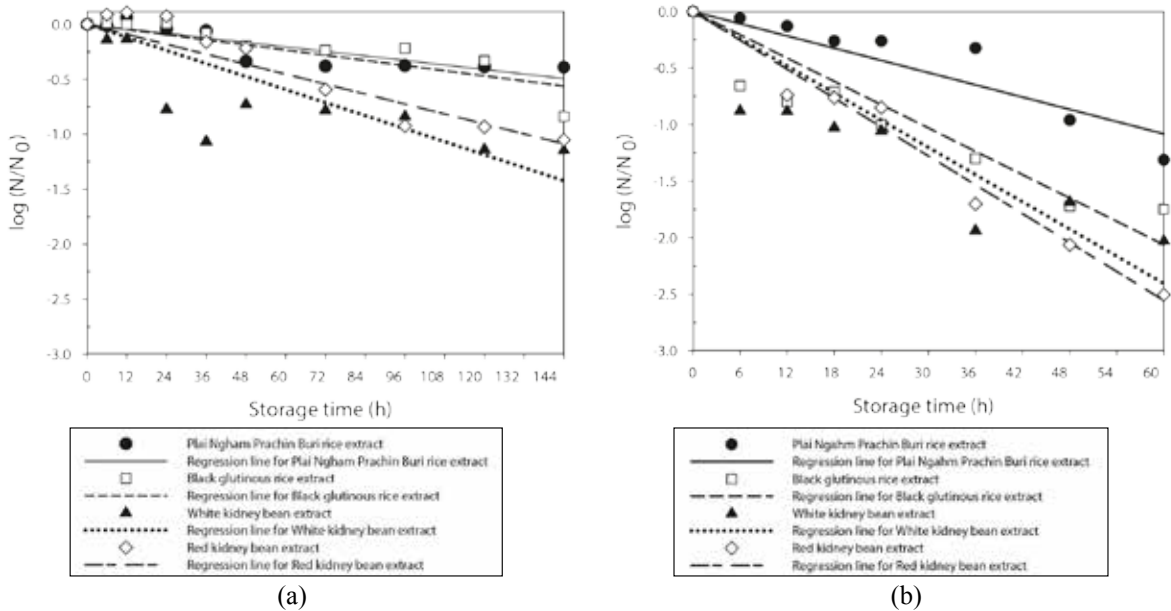 0.0
-0.5
-1.0
-1.5
-2.0
-2.5
-3.0
log (N/N0)
0 12 24 36 48 60 72 84 96 108 120 132 144
Storage time (h)
Plai Ngham Prachin Buri rice extract
Regression line for Plai Ngham Prachin Buri rice extract
Black glutinous rice extract
Regression line for Black glutinous rice extract
White kidney bean extract
Regression line for White kidney bean extract
Red kidney bean extract
Regression line for Red kidney bean extract
(a)
0.0
-0.5
-1.0
-1.5
-2.0
-2.5
-3.0
log (N/N0)
0 6 12 18 24 30 36 42 48 54 60
Storage time (h)
Plai Ngahm Prachin Buri rice extract
Regression line for Plai Ngahm Prachin Buri rice extract
Black glutinous rice extract
Regression line for Black glutinous rice extract
White kidney bean extract
Regression line for White kidney bean extract
Red kidney bean extract
Regression line for Red kidney bean extract
(b)